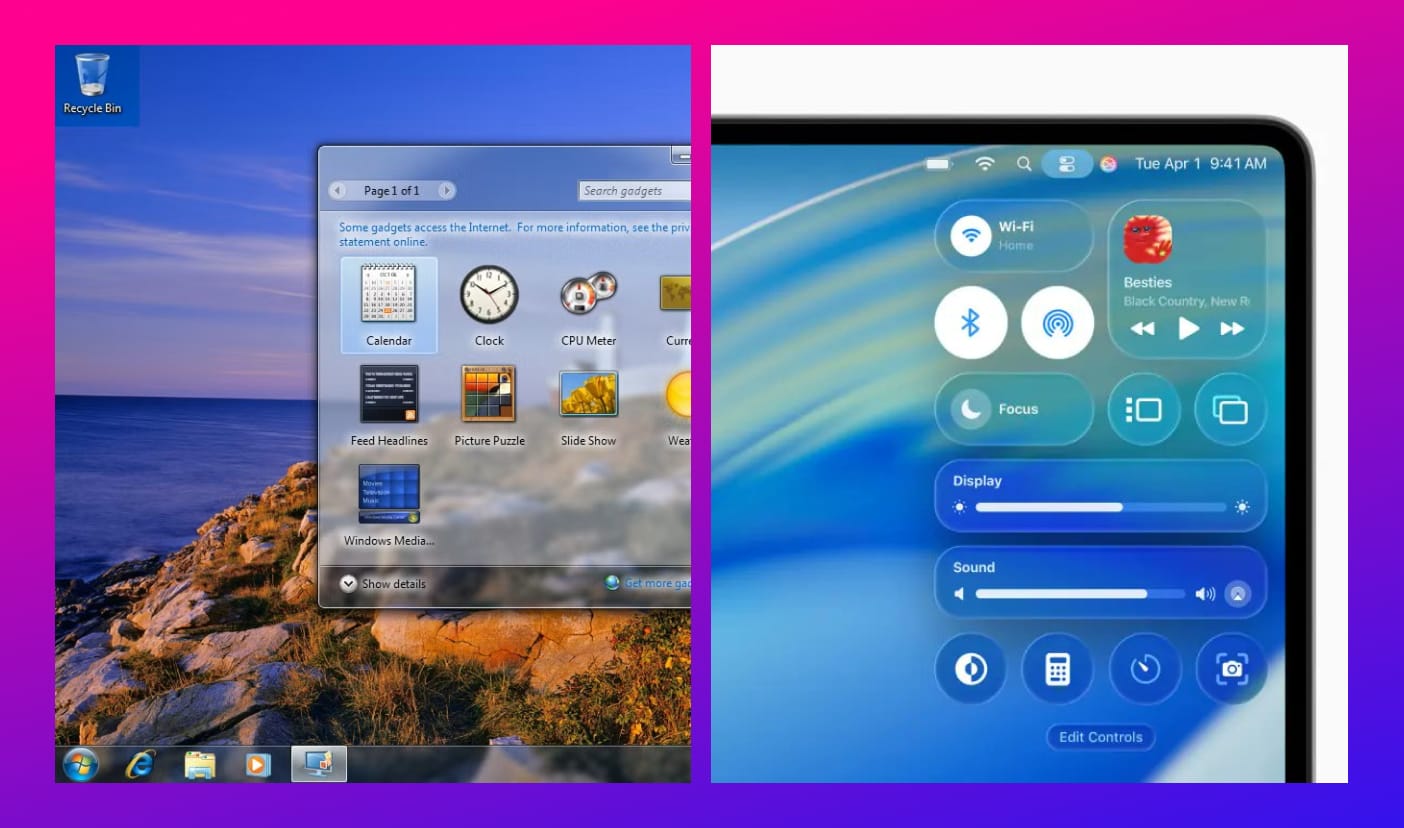 Recycle Bin
Page 1 of 1
Search gadgets
Some gadgets access the Internet. For more information, see the priv
statement online.
Calendar
Clock
CPU Meter
Curre
Feed Headlines
Picture Puzzle
Slide Show
Wea
Movies
Television
Music
Windows Media...
Show details
Get more gad
Tue Apr 1 9:41 AM
Wi-Fi
Home
Besties
Black Country, New R
Focus
Display
Sound
Edit Controls